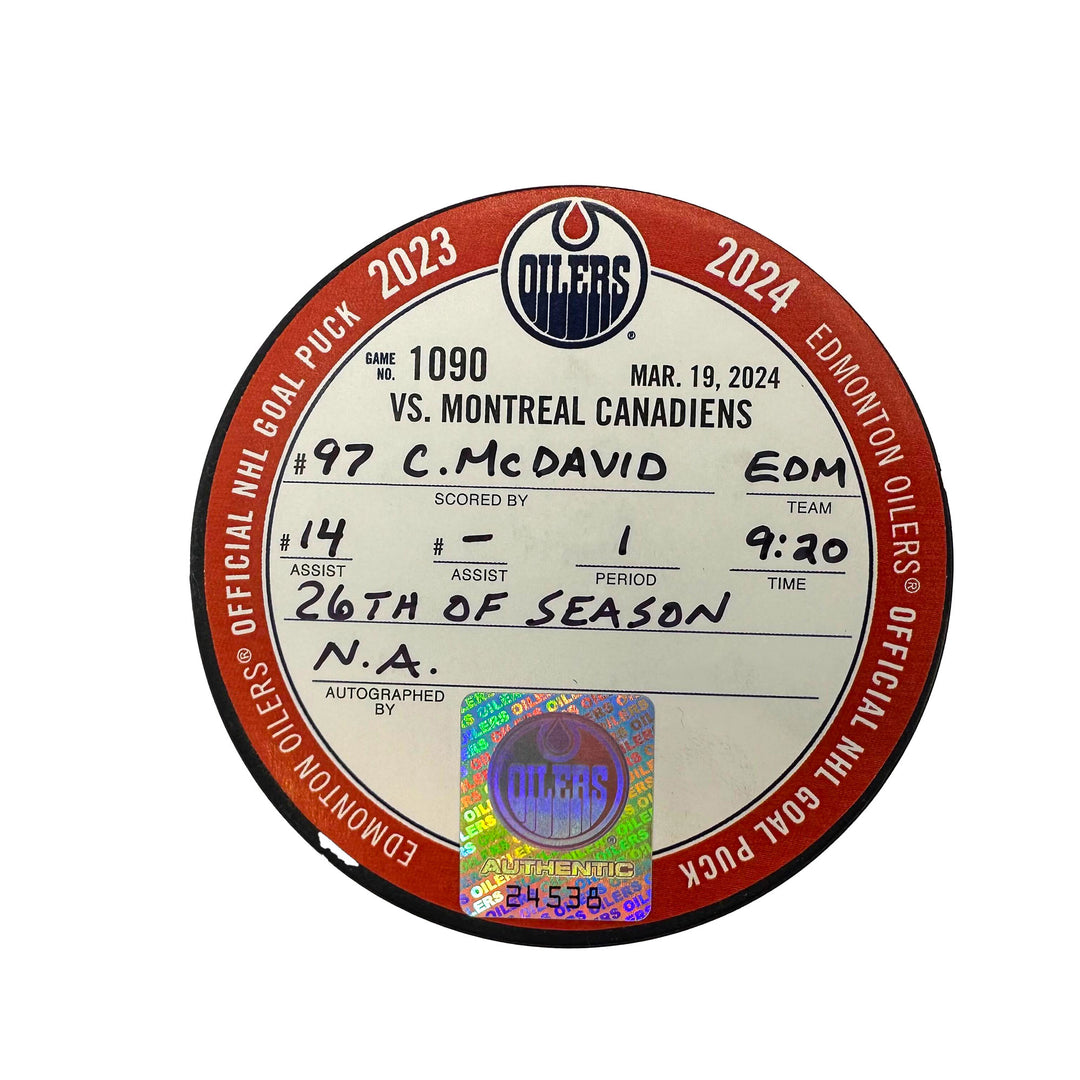 OILERS®
2023 2024
EDMONTON OILERS® OFFICIAL NHL GOAL PUCK
EDMONTON OILERS® OFFICIAL NHL GOAL PUCK
GAME NO. 1090 MAR. 19, 2024
VS. MONTREAL CANADIENS
#97 C. McDAVID EDM
SCORED BY TEAM
#14 # - 1 9:20
ASSIST ASSIST PERIOD TIME
26TH OF SEASON
N.A.
AUTOGRAPHED
BY
OILERS®
AUTHENTIC
24538